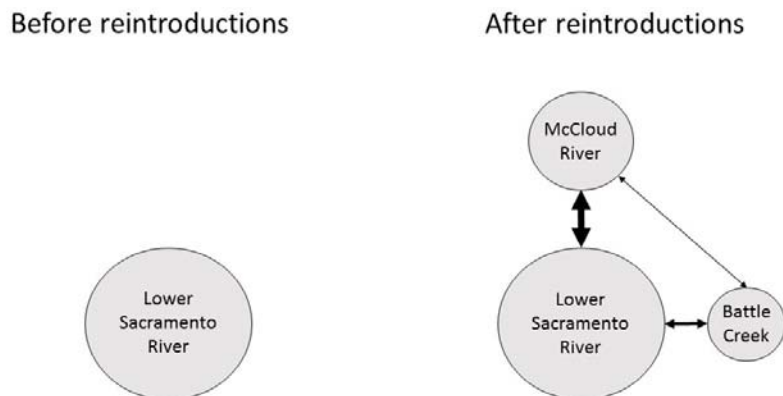 Before reintroductions
After reintroductions
McCloud
River
Lower
Sacramento
River
Lower
Sacramento
River
Battle
Creek